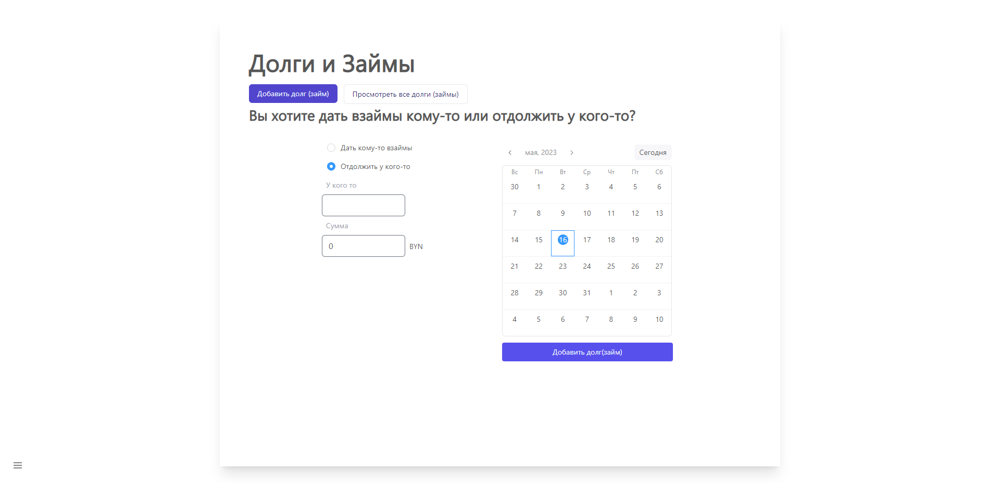 Долги и Займы
Добавить долг (займ) Просмотреть все долги (займы)
Вы хотите дать взаймы кому-то или отдолжить у кого-то?
Дать кому-то взаймы
Отдолжить у кого-то
У кого то
Сумма
0 BYN
мая, 2023 Сегодня
Вс Пн Вт Ср Чт Пт Сб
30 1 2 3 4 5 6
7 8 9 10 11 12 13
14 15 16 17 18 19 20
21 22 23 24 25 26 27
28 29 30 31 1 2 3
4 5 6 7 8 9 10
Добавить долг(займ)